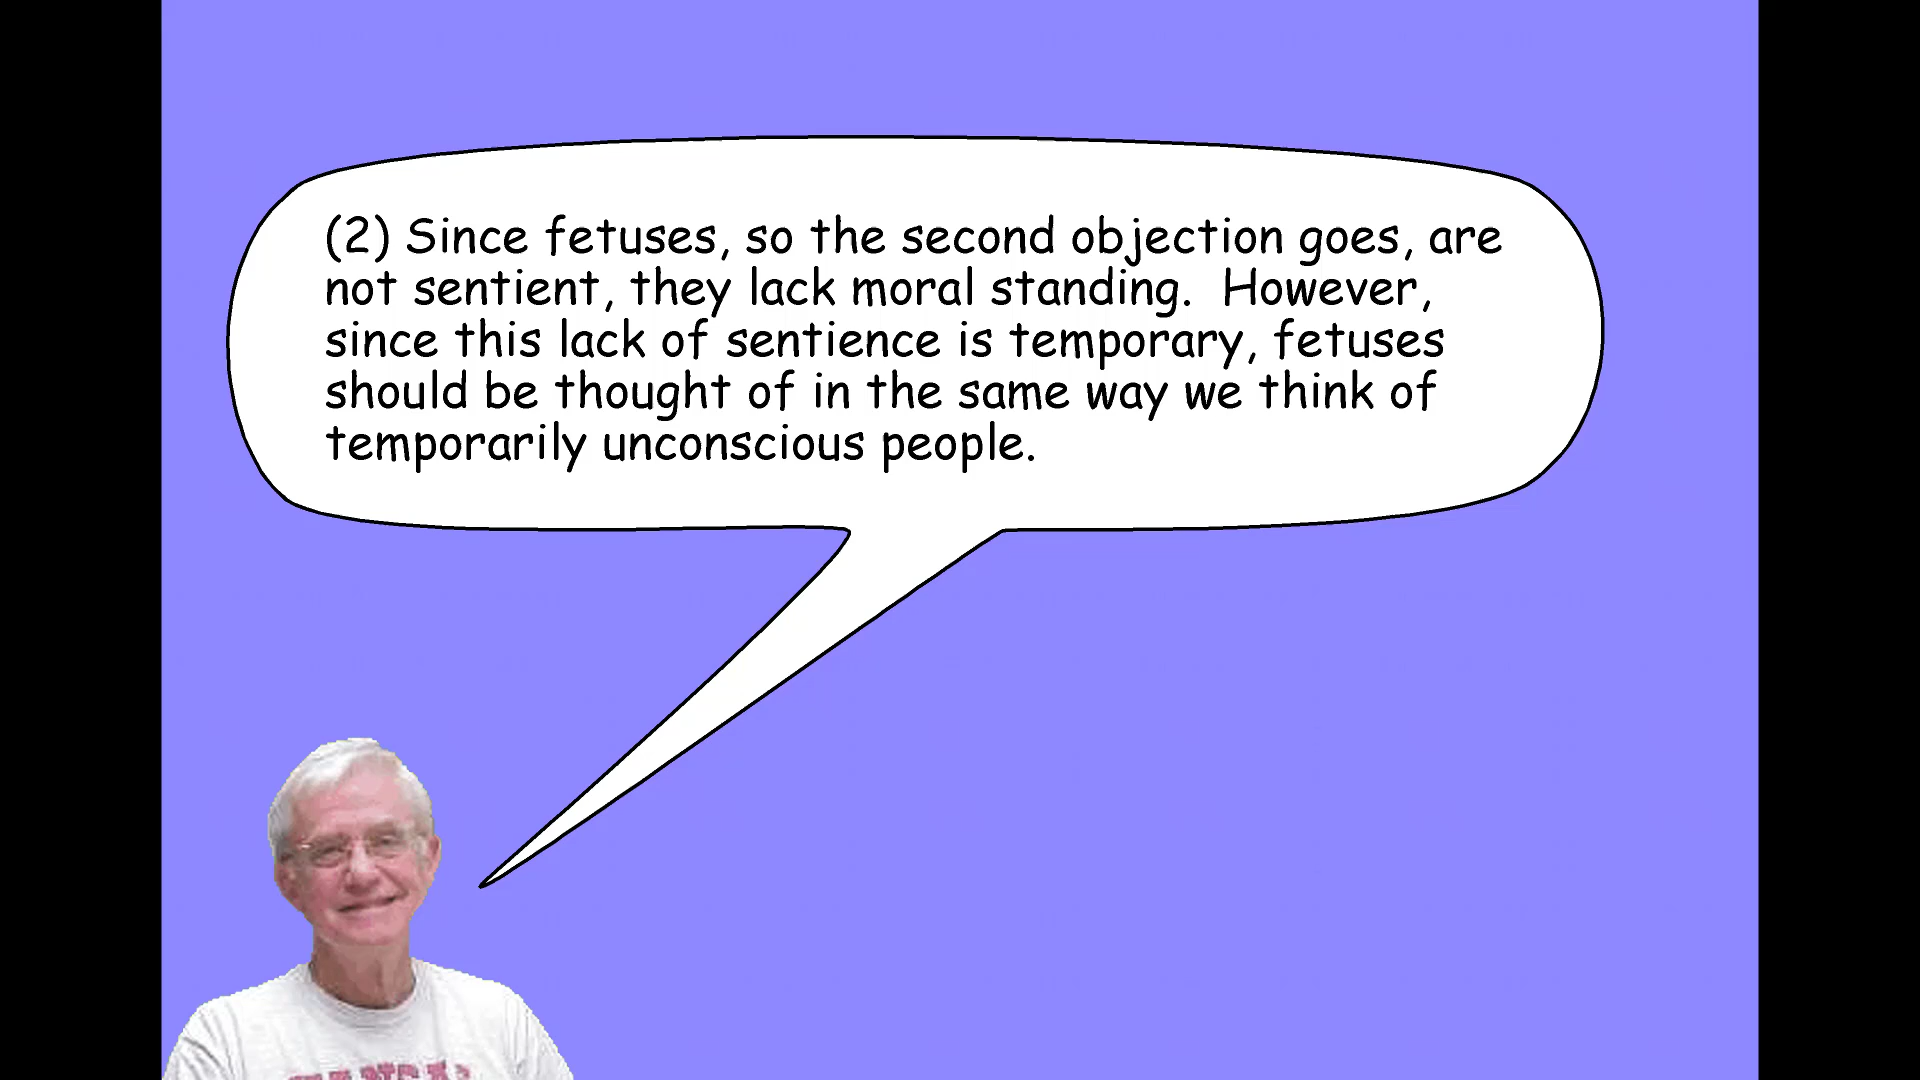 (2) Since fetuses, so the second objection goes, are
not sentient, they lack moral standing.  However,
since this lack of sentience is temporary, fetuses
should be thought of in the same way we think of
temporarily unconscious people.